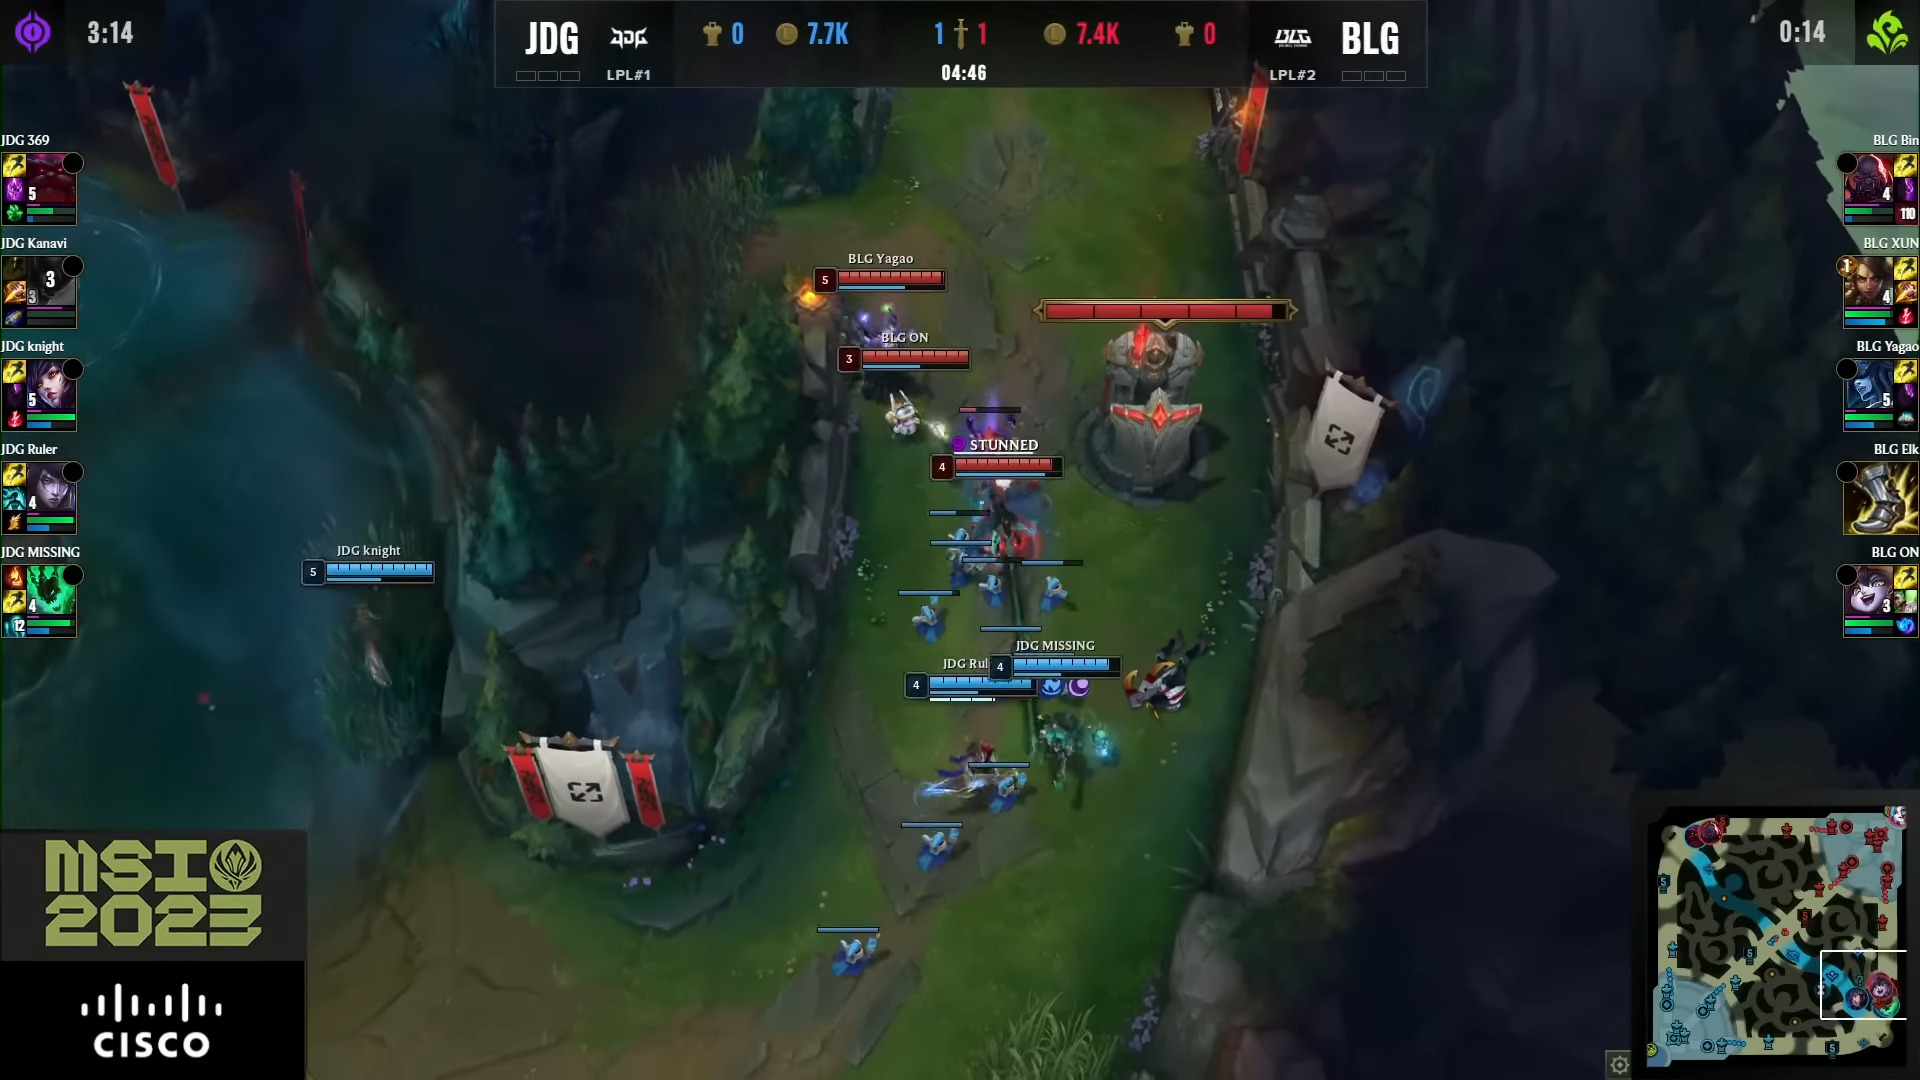 3:14
JDG
JDG
0
7.7K
1
1
7.4K
0
BLG
BLG
0:14
LPL#1
04:46
LPL#2
JDG 369
5
JDG Kanavi
3
3
JDG knight
5
JDG Ruler
4
JDG MISSING
4
12
BLG Bin
4
110
BLG XUN
1
4
BLG Yagao
5
BLG Elk
BLG ON
3
BLG Yagao
5
BLG ON
3
STUNNED
4
JDG knight
5
JDG MISSING
4
JDG Rul
4
MSI
2023
CISCO